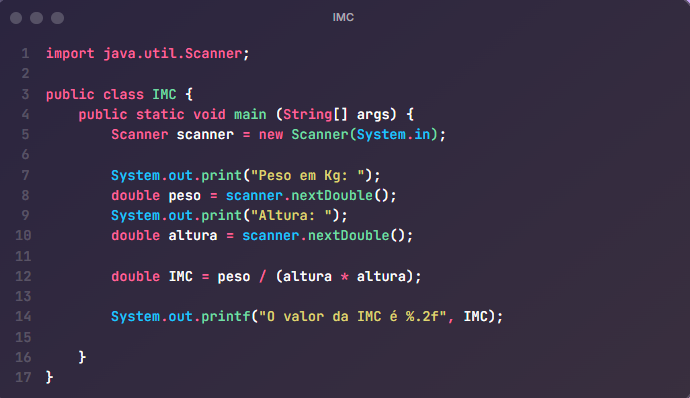 IMC
1 import java.util.Scanner;
2
3 public class IMC {
4     public static void main (String[] args) {
5         Scanner scanner = new Scanner(System.in);
6
7         System.out.print("Peso em Kg: ");
8         double peso = scanner.nextDouble();
9         System.out.print("Altura: ");
10         double altura = scanner.nextDouble();
11
12         double IMC = peso / (altura * altura);
13
14         System.out.printf("O valor da IMC é %.2f", IMC);
15
16     }
17 }